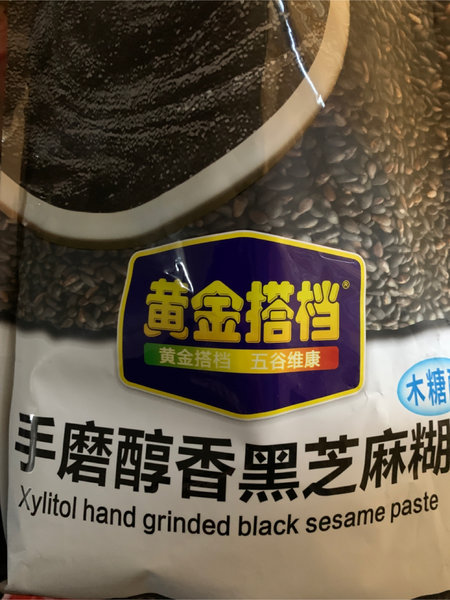 黄金搭档®
黄金搭档 五谷维康
木糖
手磨醇香黑芝麻糊
Xylitol hand grinded black sesame paste